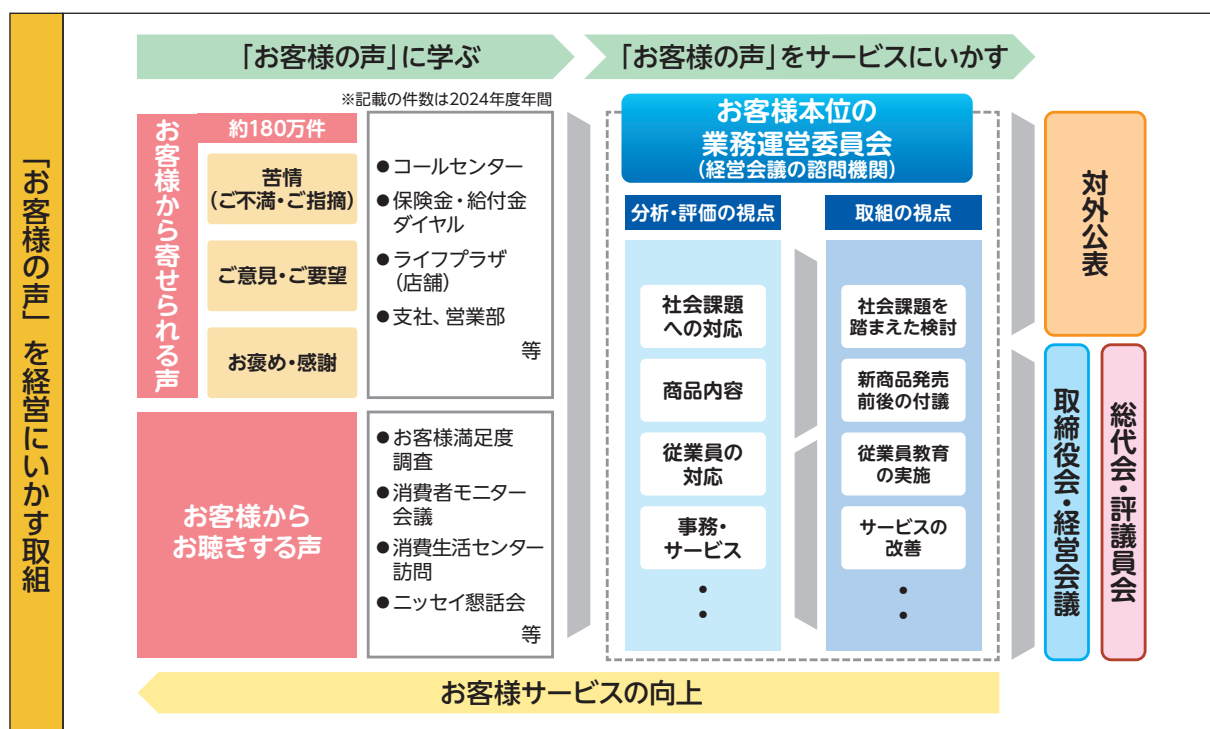 「お客様の声」を経営にいかす取組
「お客様の声」に学ぶ
「お客様の声」をサービスにいかす
※記載の件数は2024年度年間
お客様から寄せられる声
約180万件
苦情
(ご不満・ご指摘)
ご意見・ご要望
お褒め・感謝
●コールセンター
●保険金・給付金
ダイヤル
●ライフプラザ
(店舗)
●支社、営業部
等
お客様から
お聴きする声
●お客様満足度
調査
●消費者モニター
会議
●消費生活センター
訪問
●ニッセイ懇話会
等
お客様本位の
業務運営委員会
(経営会議の諮問機関)
分析・評価の視点
社会課題
への対応
商品内容
従業員の
対応
事務・
サービス
・
・
取組の視点
社会課題を
踏まえた検討
新商品発売
前後の付議
従業員教育
の実施
サービスの
改善
・
・
対外公表
取締役会・経営会議
総代会・評議員会
お客様サービスの向上